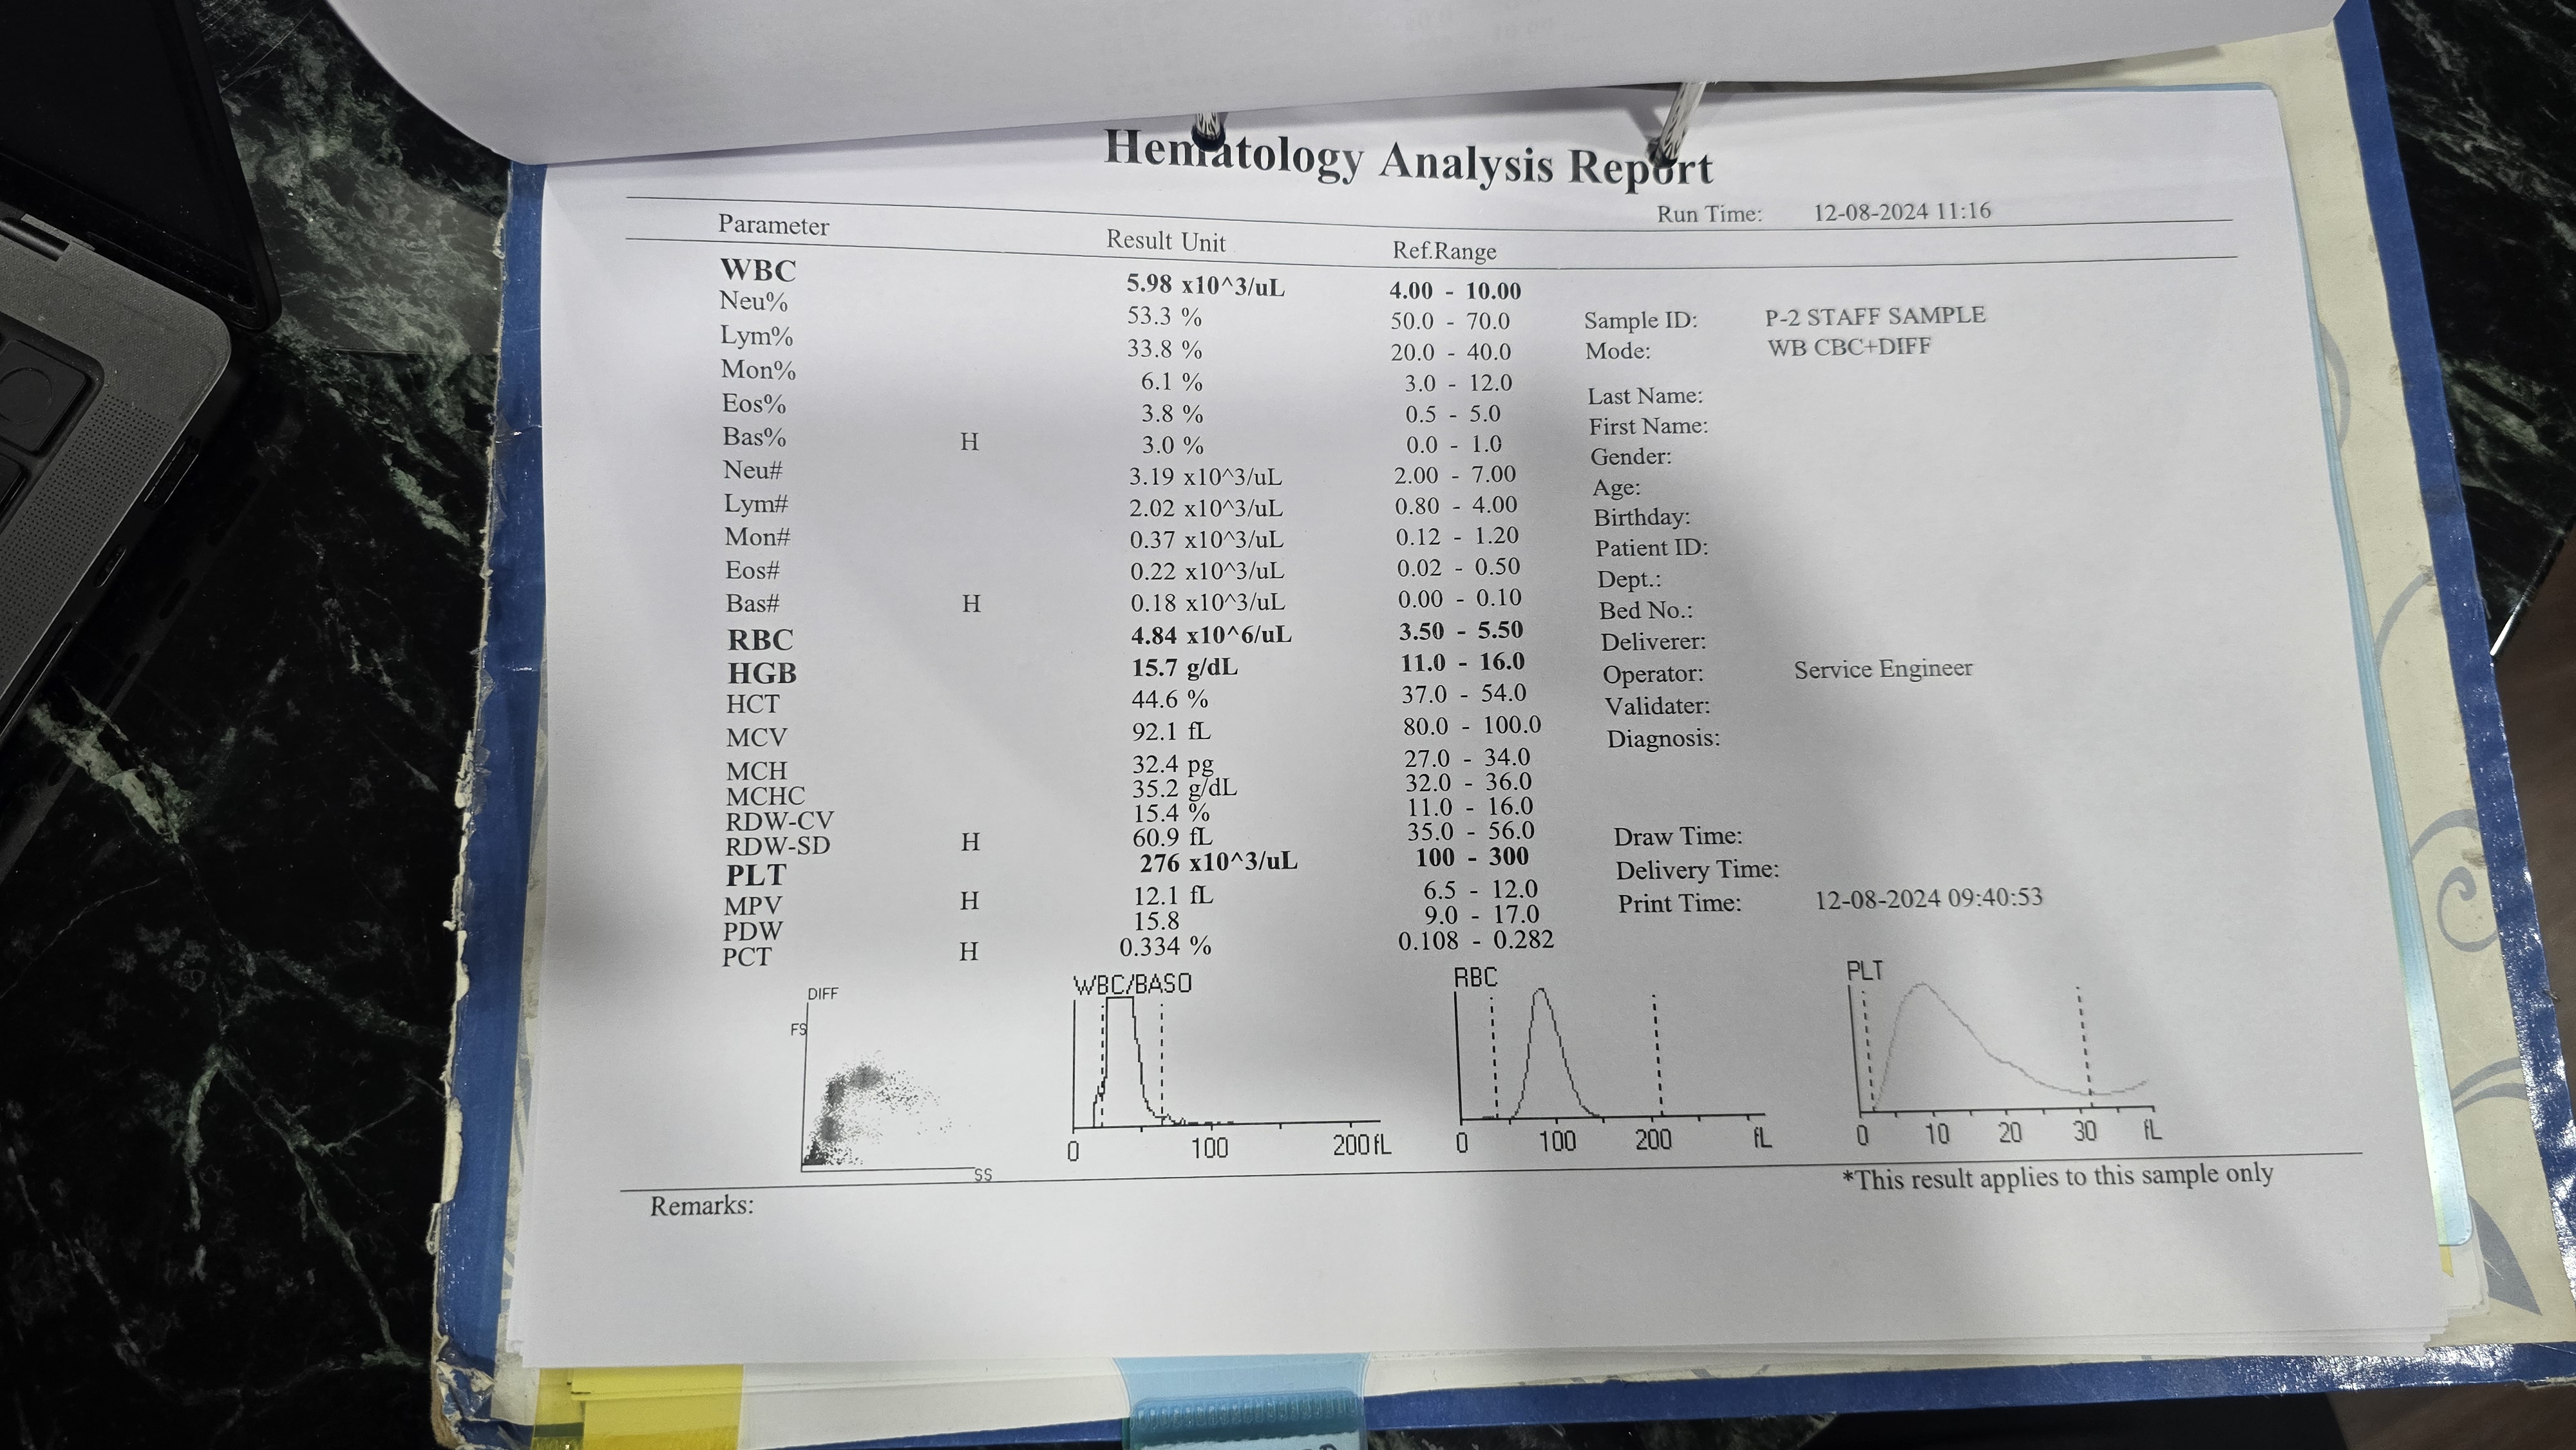 Hematology Analysis Report
Run Time: 12-08-2024 11:16
Parameter Result Unit Ref.Range
WBC 5.98 x10^3/uL 4.00 - 10.00
Neu% 53.3 % 50.0 - 70.0
Lym% 33.8 % 20.0 - 40.0
Mon% 6.1 % 3.0 - 12.0
Eos% 3.8 % 0.5 - 5.0
Bas% H 3.0 % 0.0 - 1.0
Neu# 3.19 x10^3/uL 2.00 - 7.00
Lym# 2.02 x10^3/uL 0.80 - 4.00
Mon# 0.37 x10^3/uL 0.12 - 1.20
Eos# 0.22 x10^3/uL 0.02 - 0.50
Bas# H 0.18 x10^3/uL 0.00 - 0.10
RBC 4.84 x10^6/uL 3.50 - 5.50
HGB 15.7 g/dL 11.0 - 16.0
HCT 44.6 % 37.0 - 54.0
MCV 92.1 fL 80.0 - 100.0
MCH 32.4 pg 27.0 - 34.0
MCHC 35.2 g/dL 32.0 - 36.0
RDW-CV 15.4 % 11.0 - 16.0
RDW-SD H 60.9 fL 35.0 - 56.0
PLT 276 x10^3/uL 100 - 300
MPV H 12.1 fL 6.5 - 12.0
PDW 15.8 9.0 - 17.0
PCT H 0.334 % 0.108 - 0.282
Sample ID: P-2 STAFF SAMPLE
Mode: WB CBC+DIFF
Last Name:
First Name:
Gender:
Age:
Birthday:
Patient ID:
Dept.:
Bed No.:
Deliverer:
Operator: Service Engineer
Validater:
Diagnosis:
Draw Time:
Delivery Time:
Print Time: 12-08-2024 09:40:53
DIFF
FS
SS
WBC/BASO
0 100 200fL
RBC
0 100 200 fL
PLT
0 10 20 30 fL
Remarks:
*This result applies to this sample only